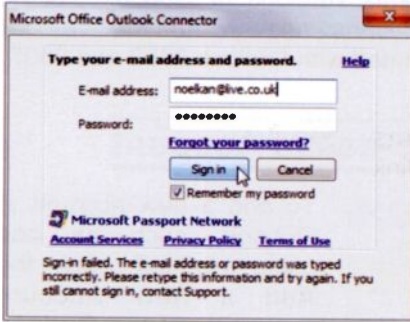 Microsoft Office Outlook Connector
Type your e-mail address and password. Help
E-mail address: noelkan@live.co.uk
Password: •••••••••
Forgot your password?
Sign in Cancel
Remember my password
Microsoft Passport Network
Account Services Privacy Policy Terms of Use
Sign-in failed. The e-mail address or password was typed
incorrectly. Please retype this information and try again. If you
still cannot sign in, contact Support.